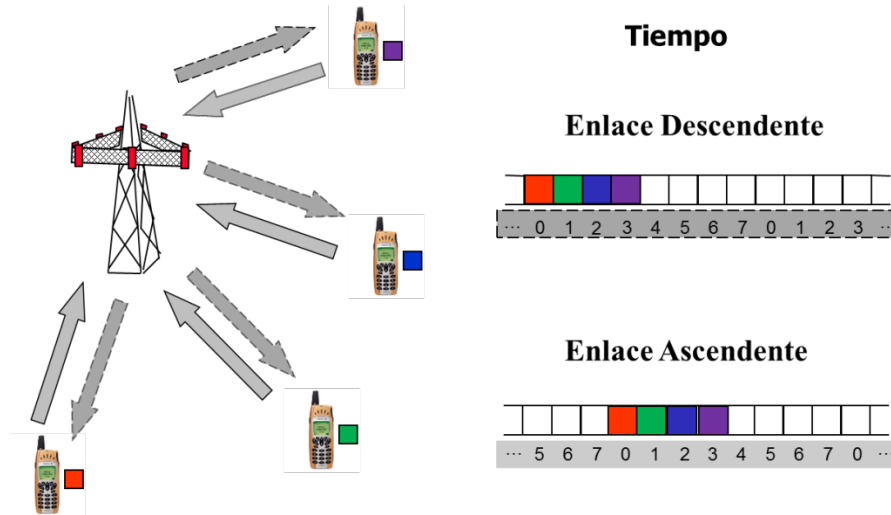 Tiempo
Enlace Descendente
··· 0 1 2 3 4 5 6 7 0 1 2 3 ···
Enlace Ascendente
··· 5 6 7 0 1 2 3 4 5 6 7 0 ···